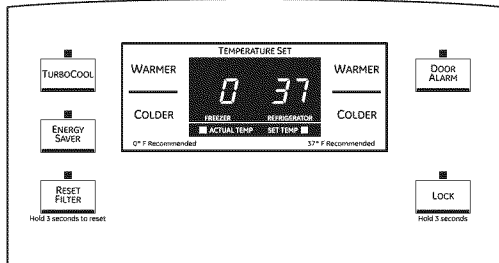 TEMPERATURE SET
TURBOCOOL
WARMER
0
37
WARMER
DOOR
ALARM
COLDER
FREEZER
REFRIGERATOR
COLDER
ACTUAL TEMP
SET TEMP
ENERGY
SAVER
0° F Recommended
37° F Recommended
RESET
FILTER
Hold 3 seconds to reset
LOCK
Hold 3 seconds